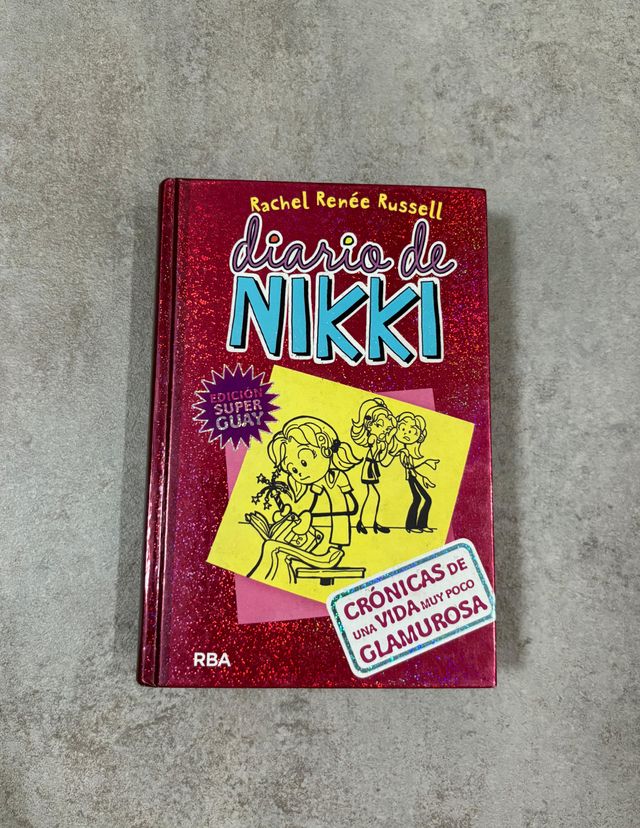 Rachel Renée Russell
diario de
NIKKI
EDICIÓN
SUPER
GUAY
CRÓNICAS DE
UNA VIDA MUY POCO
GLAMUROSA
RBA